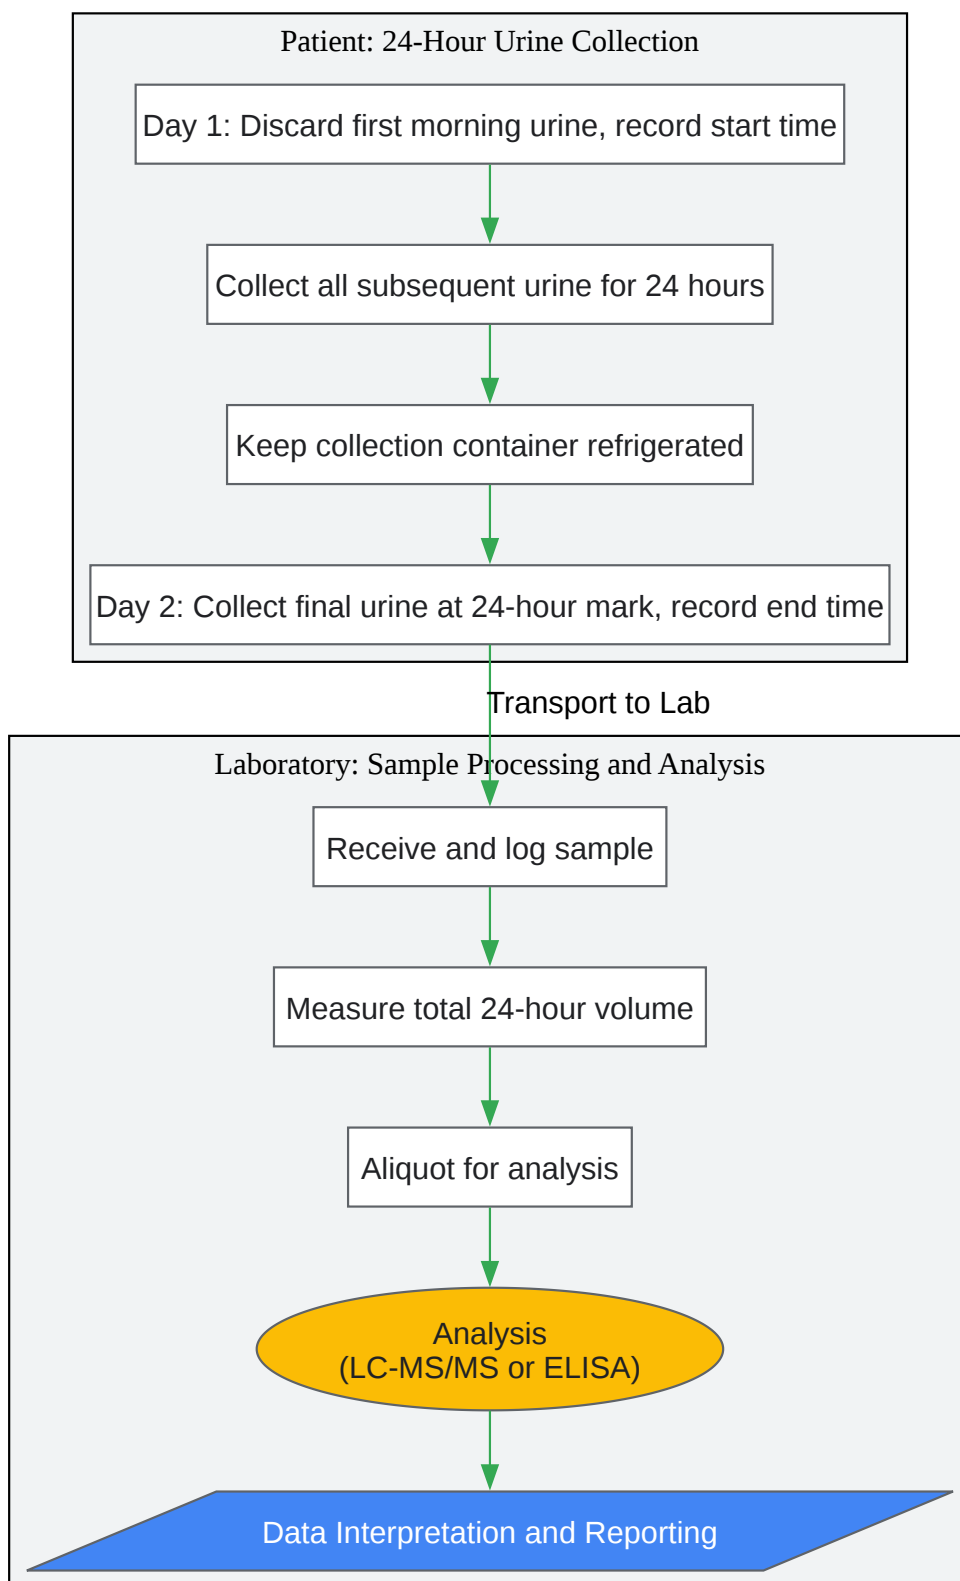 Patient: 24-Hour Urine Collection
Day 1: Discard first morning urine, record start time
Collect all subsequent urine for 24 hours
Keep collection container refrigerated
Day 2: Collect final urine at 24-hour mark, record end time
Transport to Lab
Laboratory: Sample Processing and Analysis
Receive and log sample
Measure total 24-hour volume
Aliquot for analysis
Analysis
(LC-MS/MS or ELISA)
Data Interpretation and Reporting